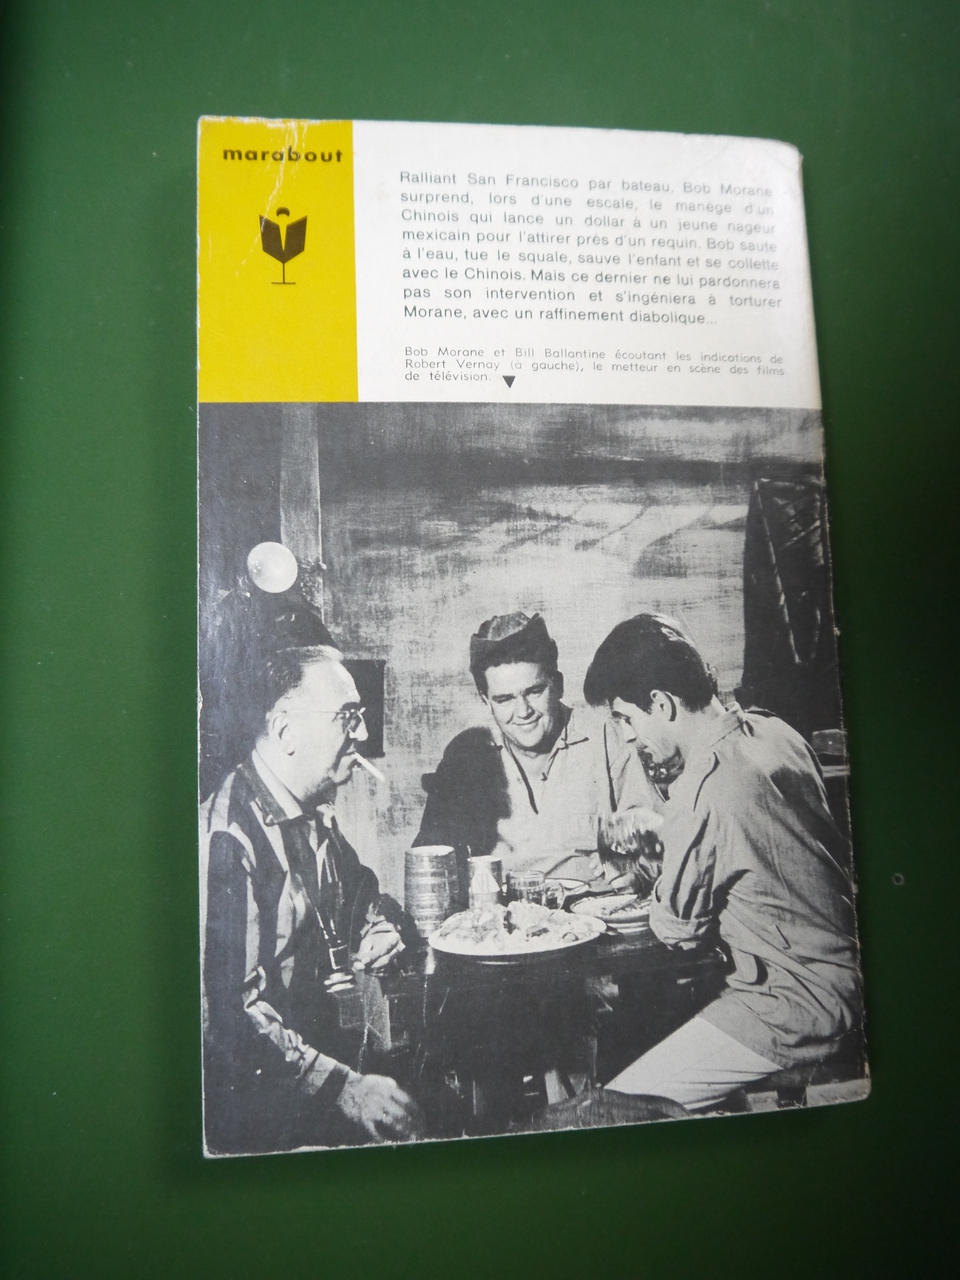 marabout
Ralliant San Francisco par bateau, Bob Morane
surprend, lors d'une escale, le manège d'un
Chinois qui lance un dollar à un jeune nageur
mexicain pour l'attirer près d'un requin. Bob saute
à l'eau, tue le squale, sauve l'enfant et se collette
avec le Chinois. Mais ce dernier ne lui pardonnera
pas son intervention et s'ingéniera à torturer
Morane, avec un raffinement diabolique...
Bob Morane et Bill Ballantine écoutant les indications de
Robert Vernay (à gauche), le metteur en scène des films
de télévision.